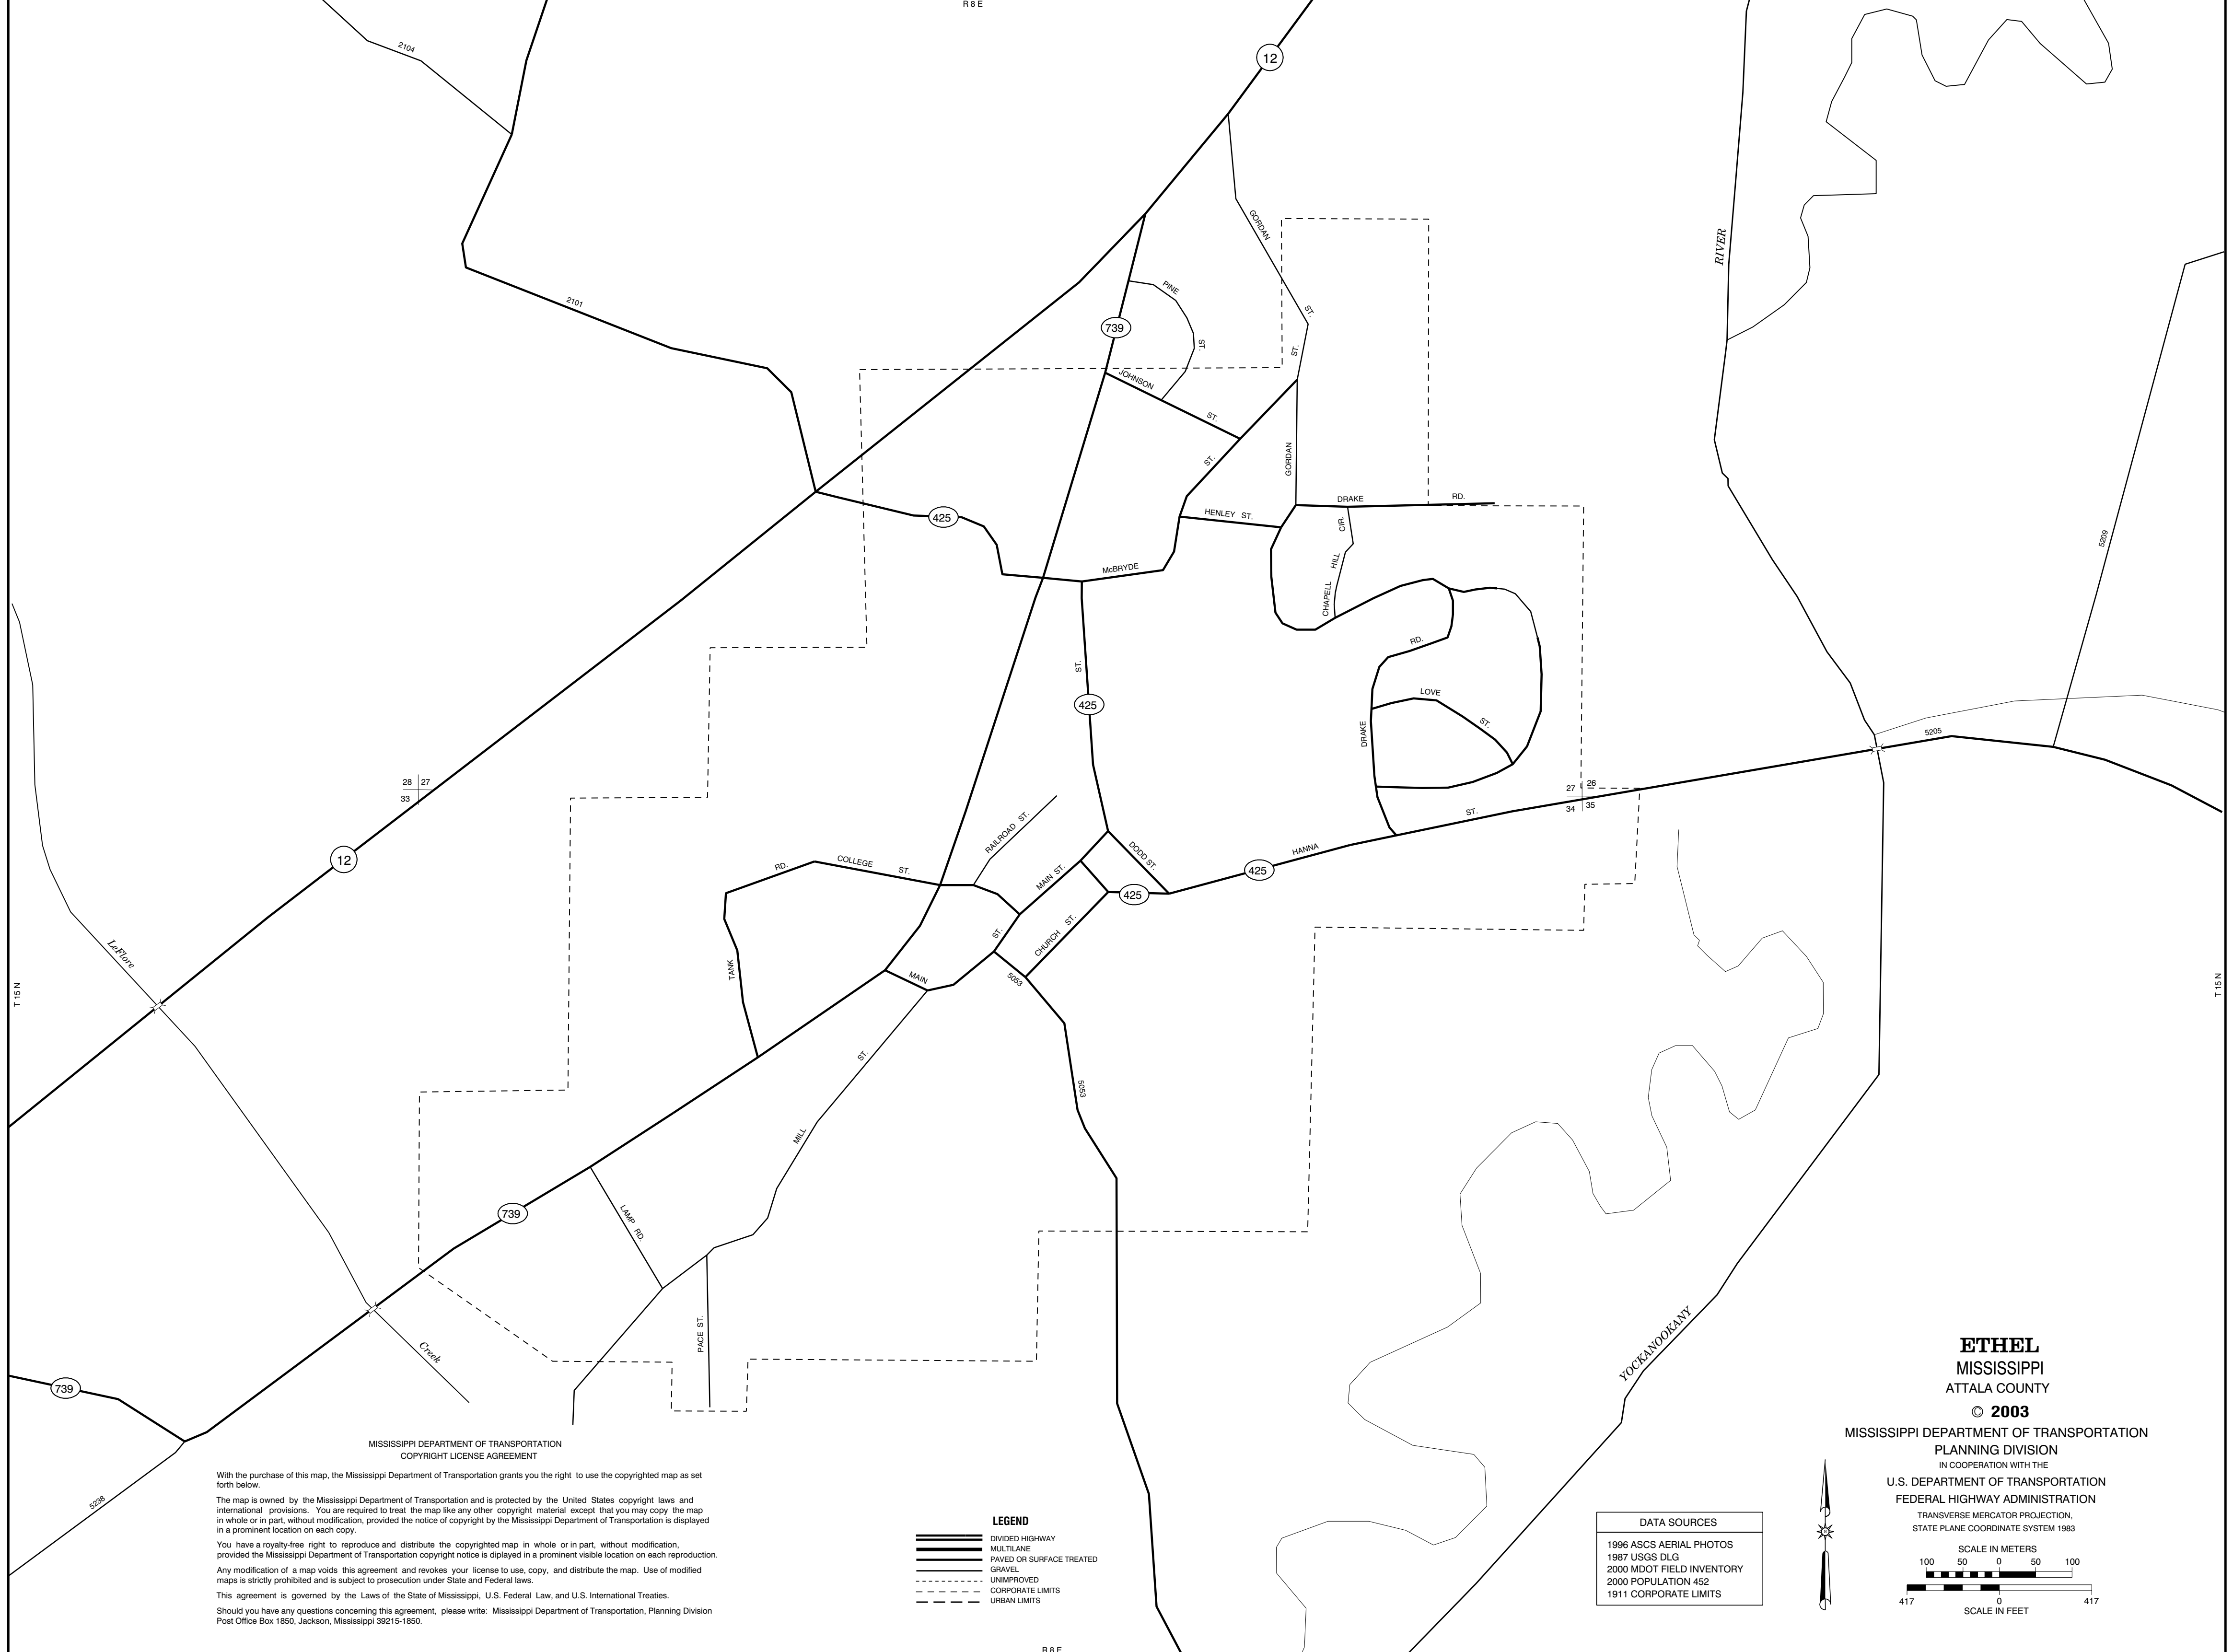 R 8 E
2104
12
GORDAN
ST.
RIVER
2101
PINE
ST.
739
JOHNSON
ST.
ST.
ST.
GORDAN
DRAKE RD.
HENLEY ST.
CIR.
HILL
CHAPELL
425
McBRYDE
5209
ST.
RD.
425
LOVE
ST.
DRAKE
5205
28 27
33
27 26
34 35
ST.
RAILROAD ST.
HANNA
DODD ST.
12
RD.
COLLEGE ST.
MAIN ST.
425
425
LeFlore
TANK
ST.
CHURCH ST.
MAIN
5053
T 15 N
T 15 N
ST.
5053
MILL
739
LAMP RD.
PACE ST.
Creek
YOCKANOOKANY
739
5238
ETHEL
MISSISSIPPI
ATTALA COUNTY
© 2003
MISSISSIPPI DEPARTMENT OF TRANSPORTATION
PLANNING DIVISION
IN COOPERATION WITH THE
U.S. DEPARTMENT OF TRANSPORTATION
FEDERAL HIGHWAY ADMINISTRATION
TRANSVERSE MERCATOR PROJECTION,
STATE PLANE COORDINATE SYSTEM 1983
SCALE IN METERS
100 50 0 50 100
417 0 417
SCALE IN FEET
MISSISSIPPI DEPARTMENT OF TRANSPORTATION
COPYRIGHT LICENSE AGREEMENT
With the purchase of this map, the Mississippi Department of Transportation grants you the right to use the copyrighted map as set
forth below.
The map is owned by the Mississippi Department of Transportation and is protected by the United States copyright laws and
international provisions. You are required to treat the map like any other copyright material except that you may copy the map
in whole or in part, without modification, provided the notice of copyright by the Mississippi Department of Transportation is displayed
in a prominent location on each copy.
You have a royalty-free right to reproduce and distribute the copyrighted map in whole or in part, without modification,
provided the Mississippi Department of Transportation copyright notice is diplayed in a prominent visible location on each reproduction.
Any modification of a map voids this agreement and revokes your license to use, copy, and distribute the map. Use of modified
maps is strictly prohibited and is subject to prosecution under State and Federal laws.
This agreement is governed by the Laws of the State of Mississippi, U.S. Federal Law, and U.S. International Treaties.
Should you have any questions concerning this agreement, please write: Mississippi Department of Transportation, Planning Division
Post Office Box 1850, Jackson, Mississippi 39215-1850.
LEGEND
DIVIDED HIGHWAY
MULTILANE
PAVED OR SURFACE TREATED
GRAVEL
UNIMPROVED
CORPORATE LIMITS
URBAN LIMITS
DATA SOURCES
1996 ASCS AERIAL PHOTOS
1987 USGS DLG
2000 MDOT FIELD INVENTORY
2000 POPULATION 452
1911 CORPORATE LIMITS
R 8 E